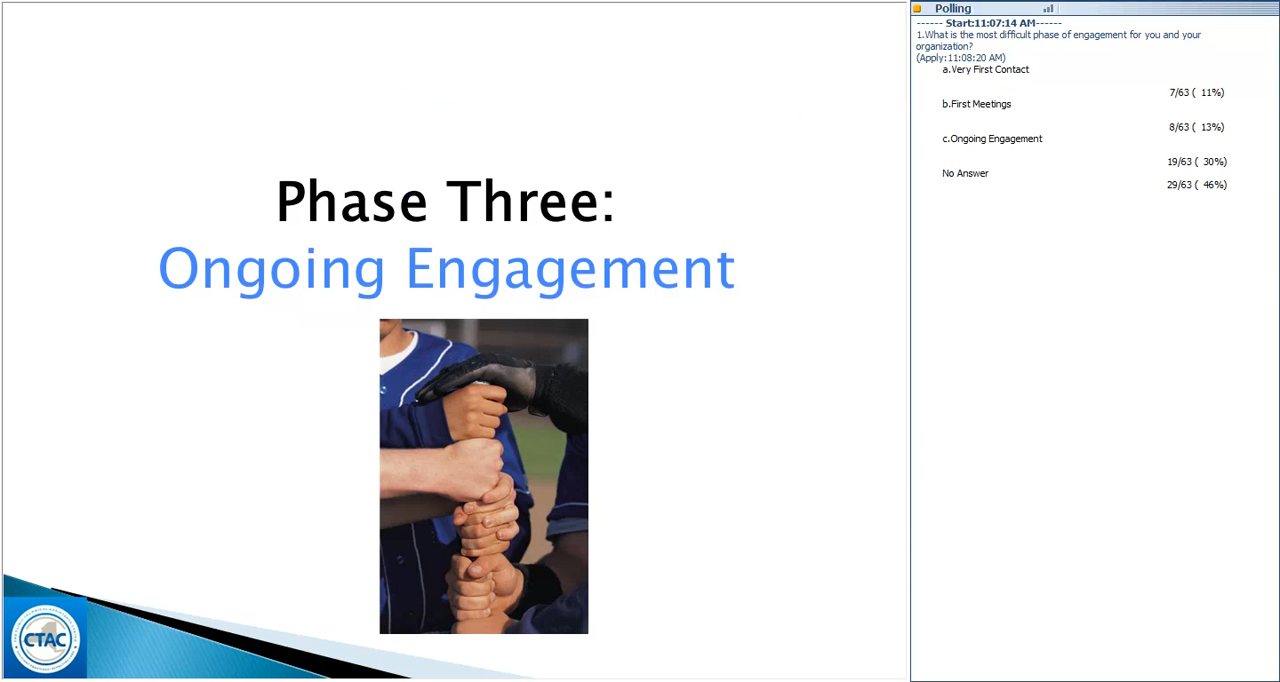 Phase Three:
Ongoing Engagement
CTAC
Polling
------ Start:11:07:14 AM------
1.What is the most difficult phase of engagement for you and your
organization?
(Apply:11:08:20 AM)
a.Very First Contact
7/63 ( 11%)
b.First Meetings
8/63 ( 13%)
c.Ongoing Engagement
19/63 ( 30%)
No Answer
29/63 ( 46%)